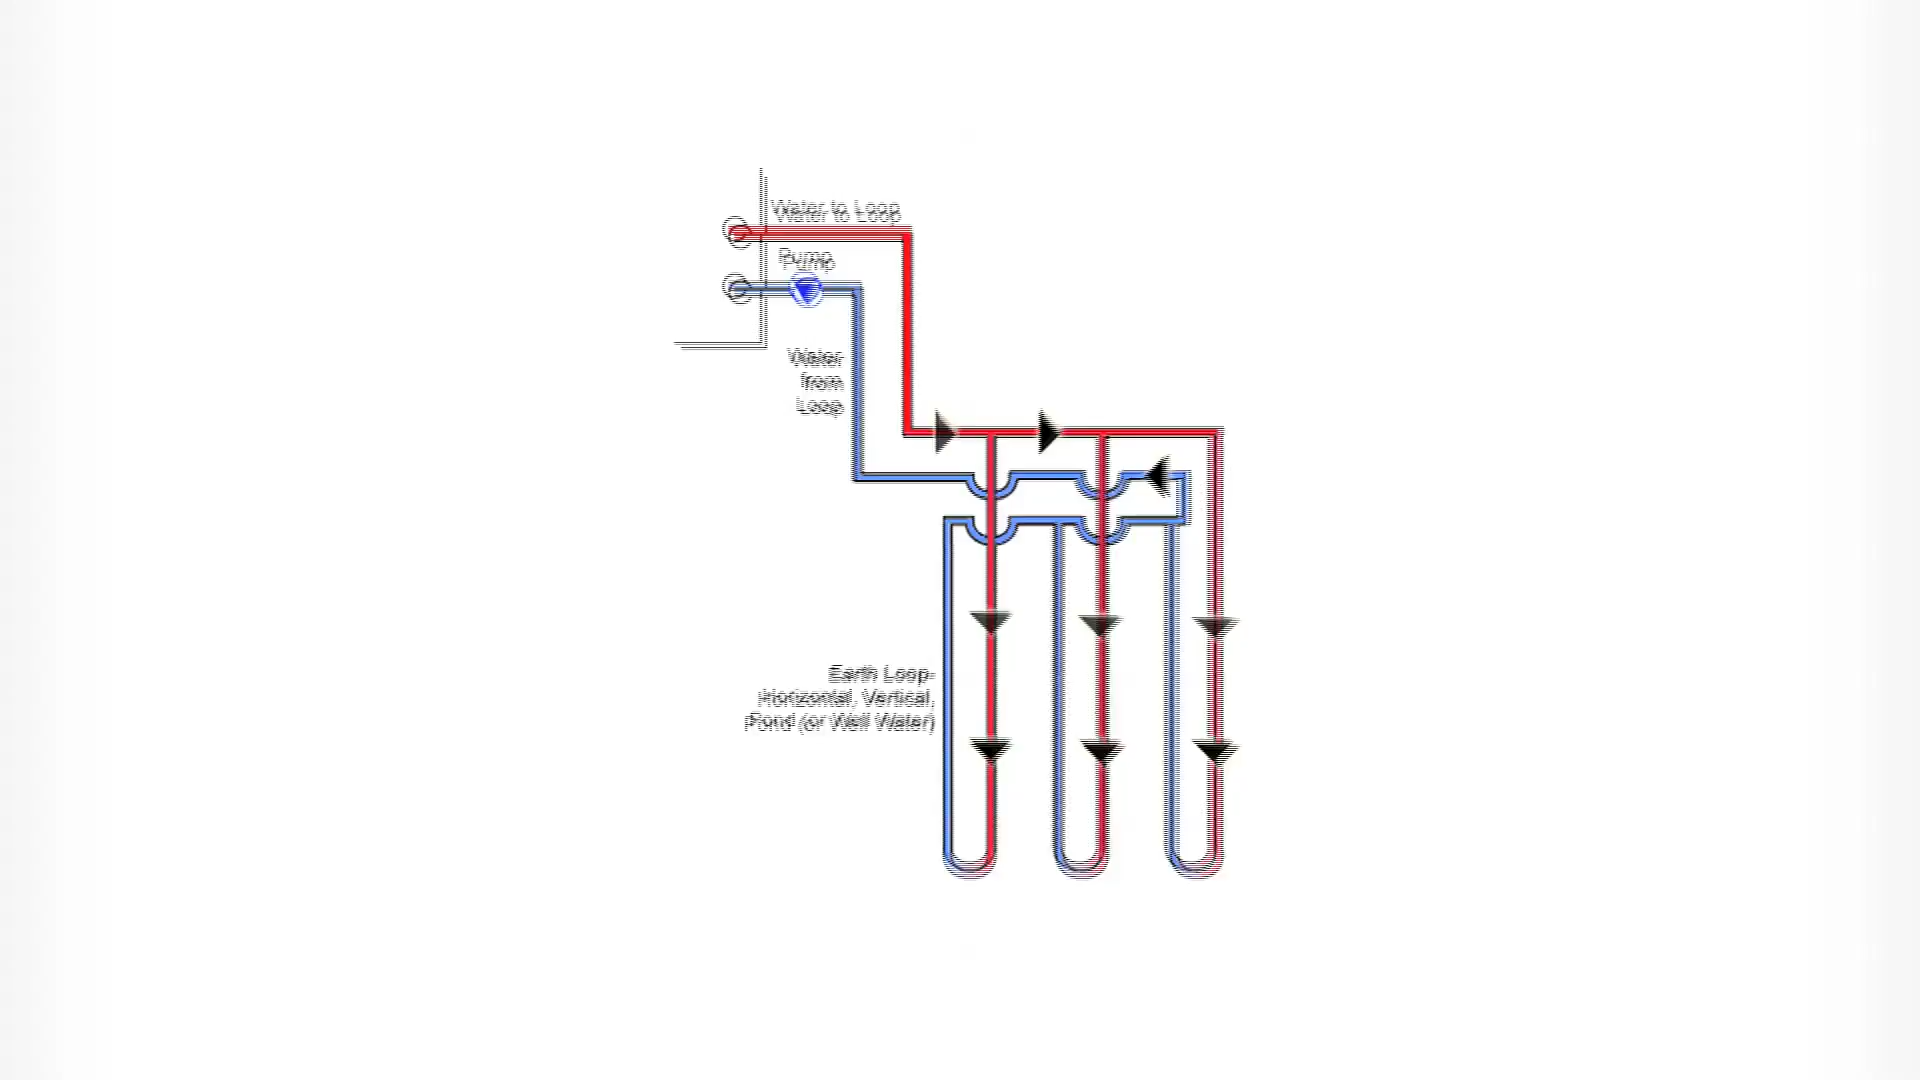 Water to Loop
Pump
Water
from
Loop
Earth Loop-
Horizontal, Vertical,
Pond (or Well Water)